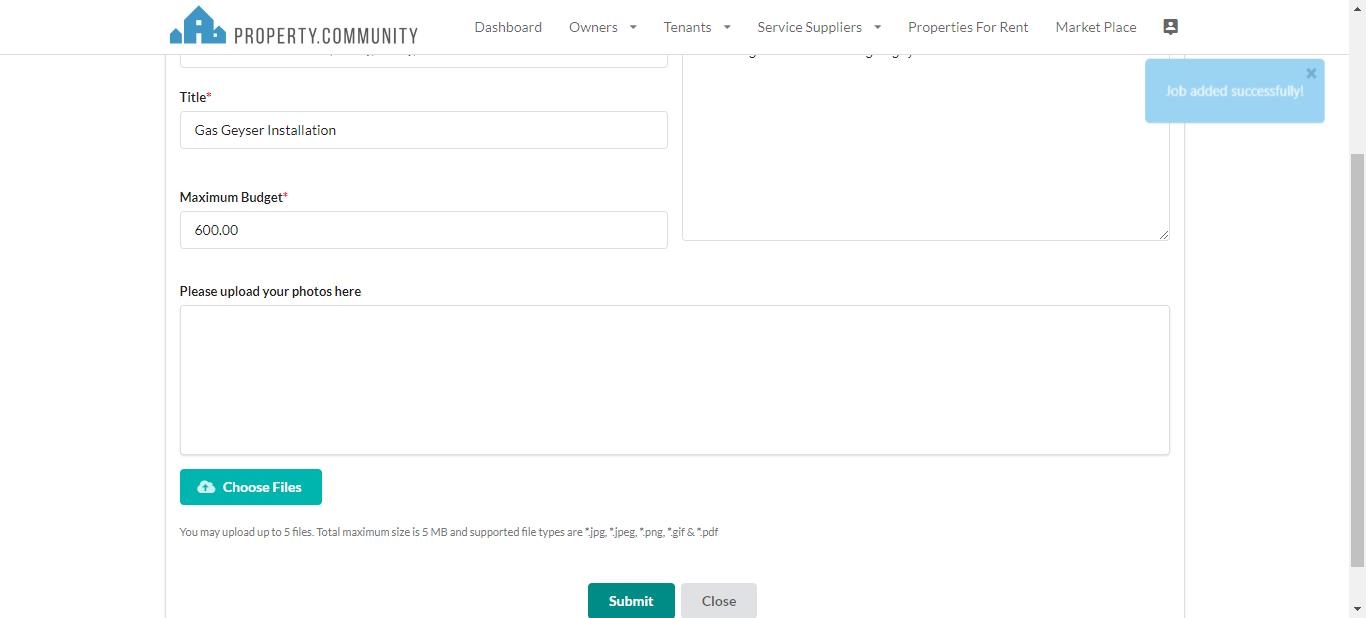 PROPERTY.COMMUNITY
Dashboard Owners Tenants Service Suppliers Properties For Rent Market Place
Job added successfully!
Title*
Gas Geyser Installation
Maximum Budget*
600.00
Please upload your photos here
Choose Files
You may upload up to 5 files. Total maximum size is 5 MB and supported file types are *.jpg, *.jpeg, *.png, *.gif & *.pdf
Submit Close